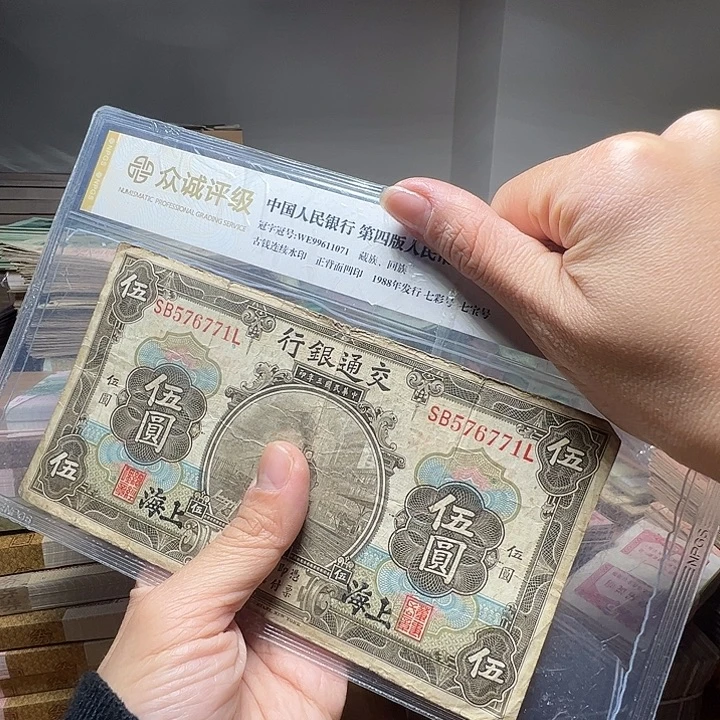 众诚评级
NUMISMATIC PROFESSIONAL GRADING SERVICE
中国人民银行 第四版人民
冠字冠号:WE99611071 藏族、回族
古钱连续水印 正背面凹印 1988年发行 七彩号 七宝号
伍
SB576771L
行銀通交
印年三國民華中
伍
SB576771L
伍圓
伍圓
伍圓
伍圓
伍
海上
伍
伍
海上
伍
NPGS